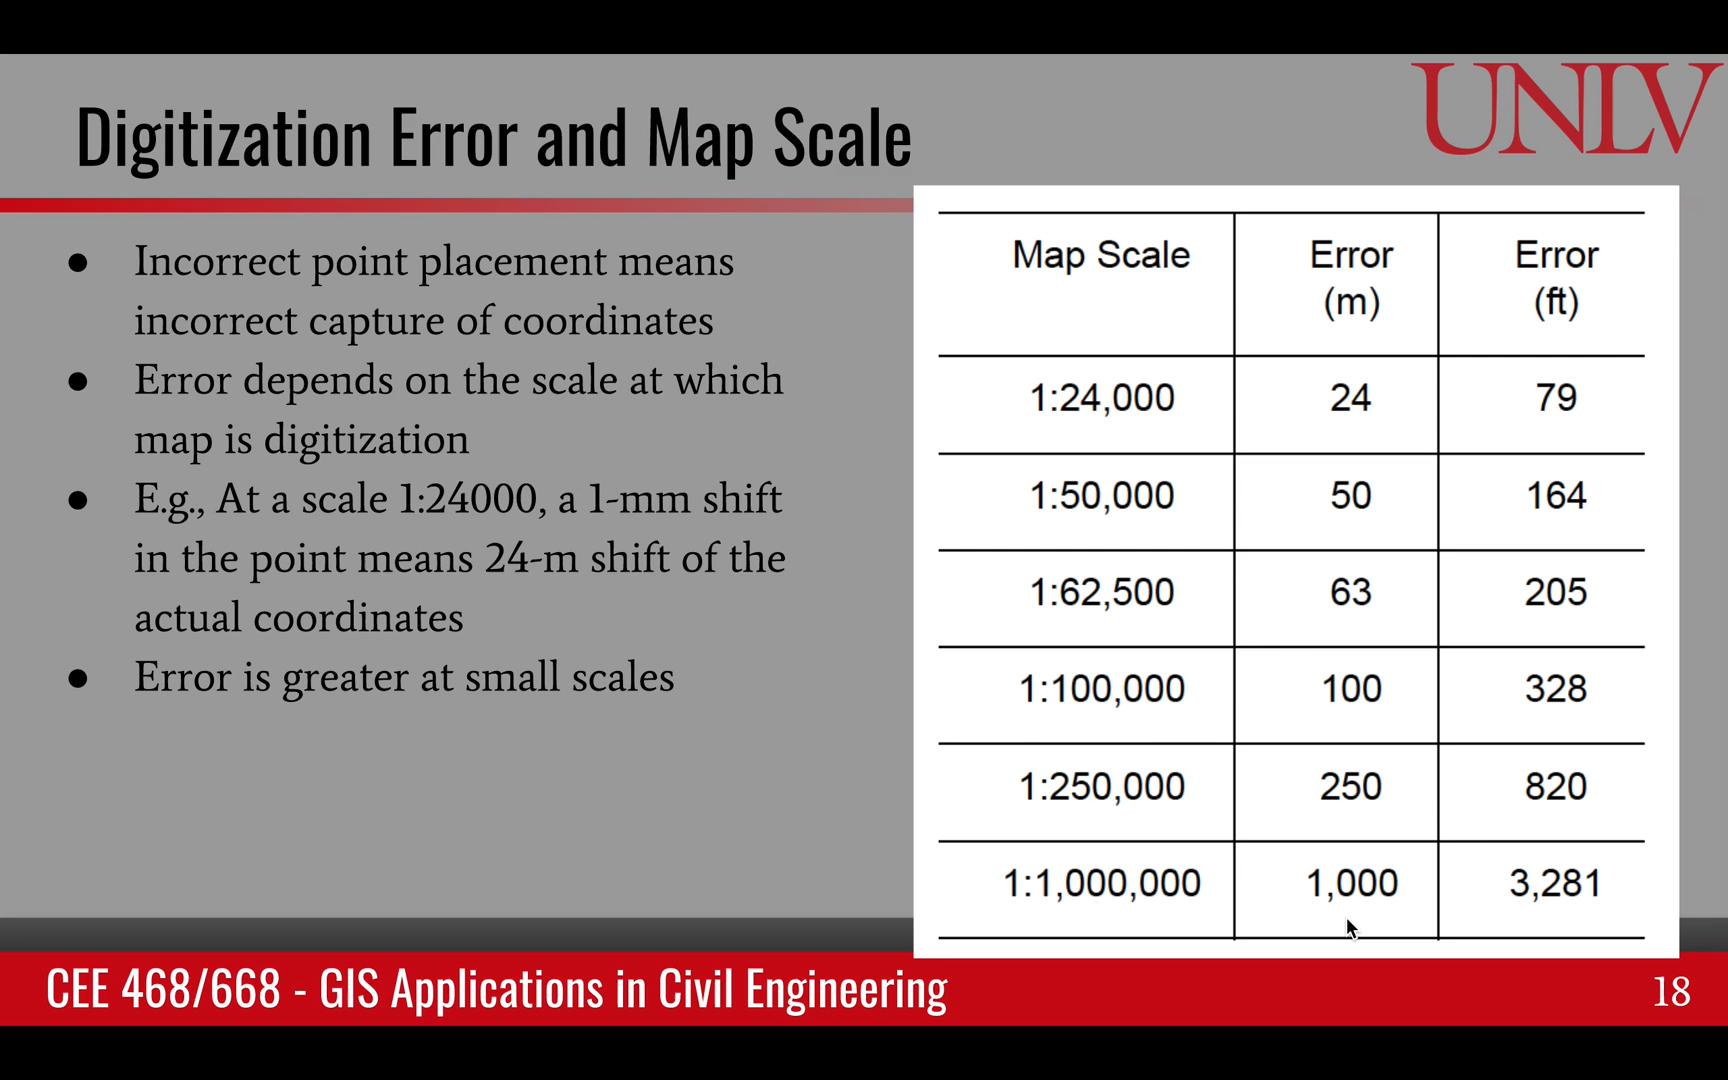 UNLV
Digitization Error and Map Scale
● Incorrect point placement means
incorrect capture of coordinates
● Error depends on the scale at which
map is digitization
● E.g., At a scale 1:24000, a 1-mm shift
in the point means 24-m shift of the
actual coordinates
● Error is greater at small scales
Map Scale Error (m) Error (ft)
1:24,000 24 79
1:50,000 50 164
1:62,500 63 205
1:100,000 100 328
1:250,000 250 820
1:1,000,000 1,000 3,281
CEE 468/668 - GIS Applications in Civil Engineering
18